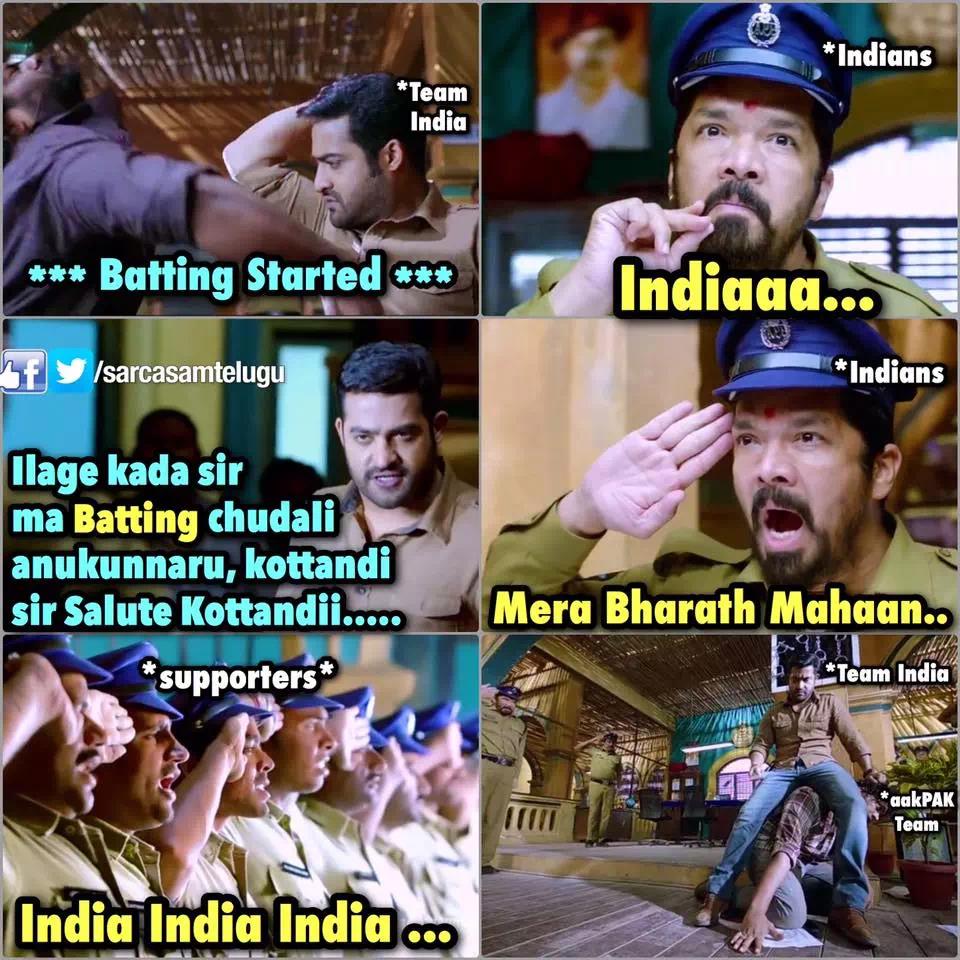 *Team
India
*** Batting Started ***
*Indians
Indiaaa...
f /sarcasamtelugu
Ilage kada sir
ma Batting chudali
anukunnaru, kottandi
sir Salute Kottandii.....
*Indians
Mera Bharath Mahaan..
*supporters*
India India India ...
*Team India
*aakPAK
Team